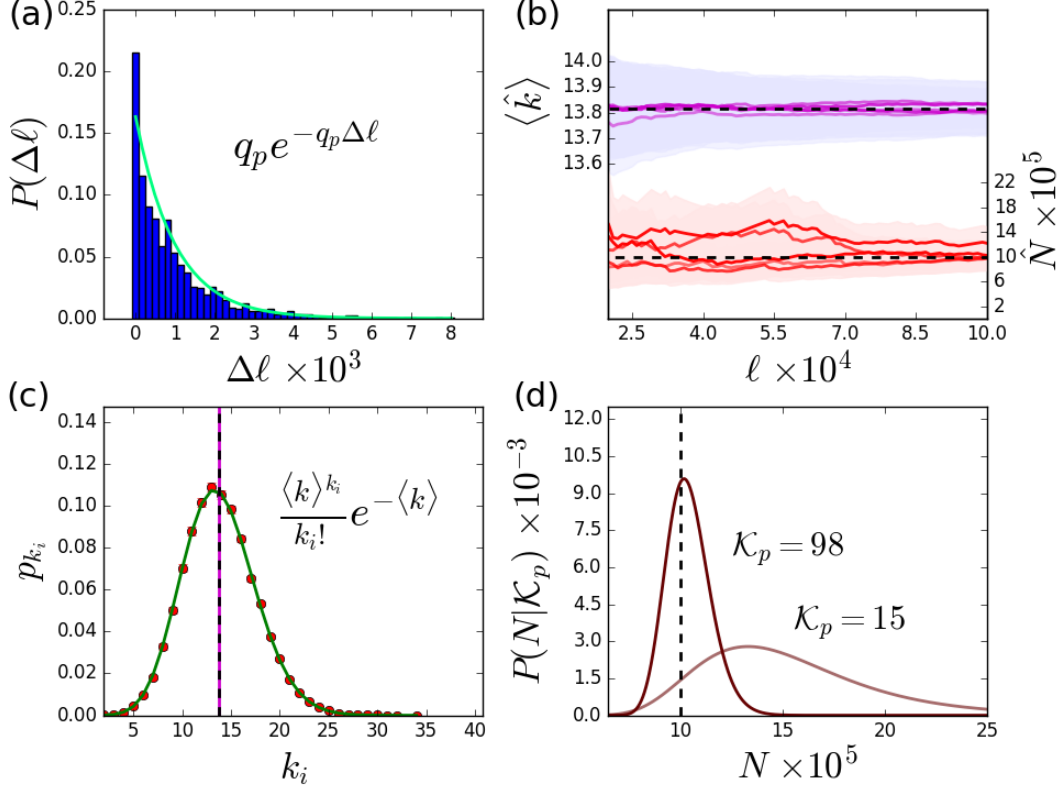 (a)
0.25
0.20
0.15
0.10
0.05
0.00
P(Δℓ)
q_p e^{−q_p Δℓ}
0 1 2 3 4 5 6 7 8
Δℓ ×10^3
(b)
14.0
13.9
13.8
13.7
13.6
⟨k̂⟩
22
18
14
10
6
2
N̂ ×10^5
2.5 4.0 5.5 7.0 8.5 10.0
ℓ ×10^4
(c)
0.14
0.12
0.10
0.08
0.06
0.04
0.02
0.00
p_{k_i}
⟨k⟩^{k_i}
k_i!
e^{−⟨k⟩}
5 10 15 20 25 30 35 40
k_i
(d)
12.0
10.5
9.0
7.5
6.0
4.5
3.0
1.5
0.0
P(N|𝒦_p) ×10^{−3}
𝒦_p = 98
𝒦_p = 15
10 15 20 25
N ×10^5